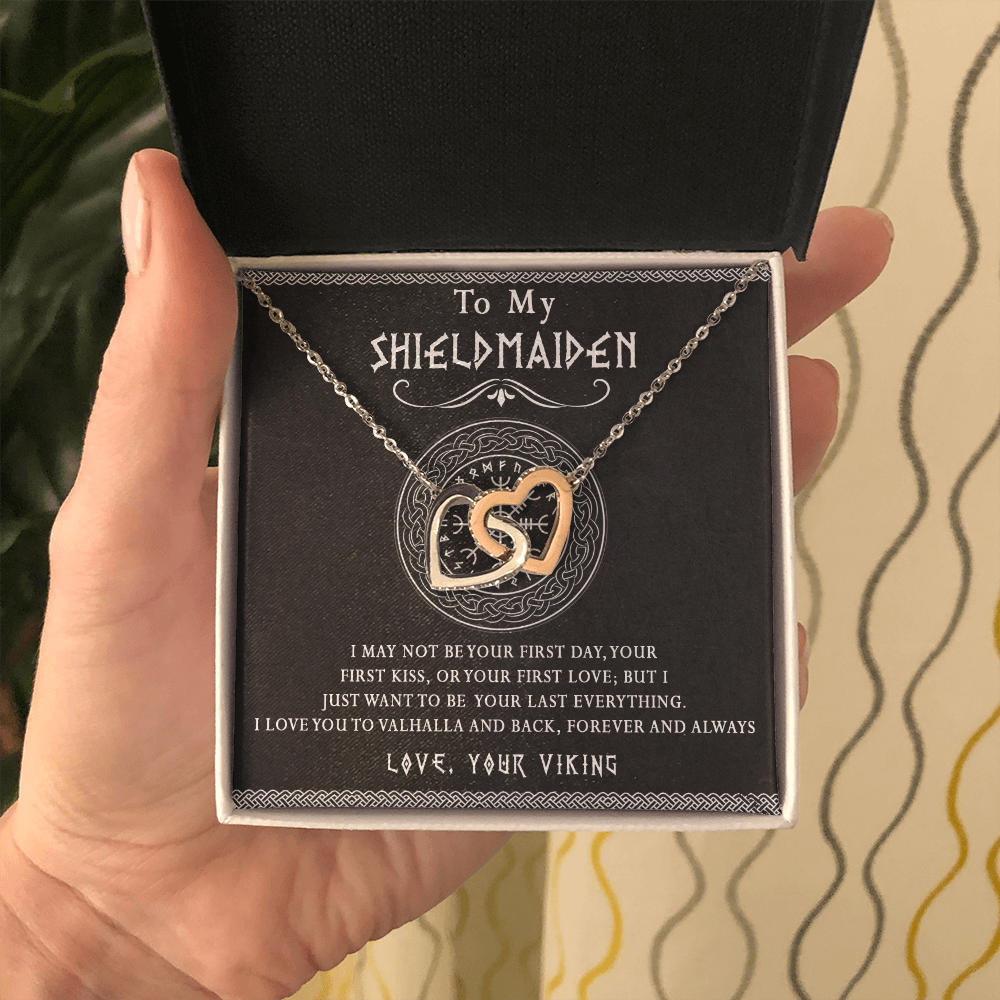 To My
SHIELDMAIDEN
I MAY NOT BE YOUR FIRST DAY, YOUR
FIRST KISS, OR YOUR FIRST LOVE; BUT I
JUST WANT TO BE YOUR LAST EVERYTHING.
I LOVE YOU TO VALHALLA AND BACK, FOREVER AND ALWAYS
LOVE, YOUR VIKING